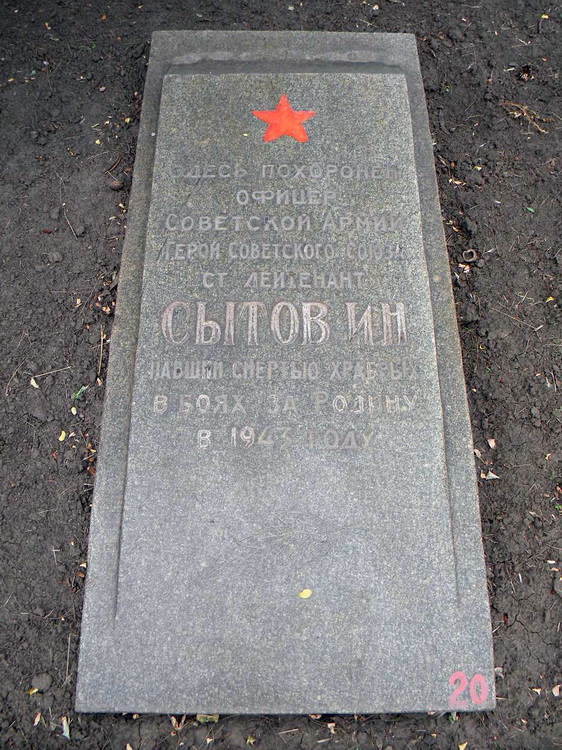 ЗДЕСЬ ПОХОРОНЕН
ОФИЦЕР
СОВЕТСКОЙ АРМИИ
ГЕРОЙ СОВЕТСКОГО СОЮЗА
СТ. ЛЕЙТЕНАНТ
СЫТОВ ИН
ПАВШИЙ СМЕРТЬЮ ХРАБРЫХ
В БОЯХ ЗА РОДИНУ
В 1943 ГОДУ
20